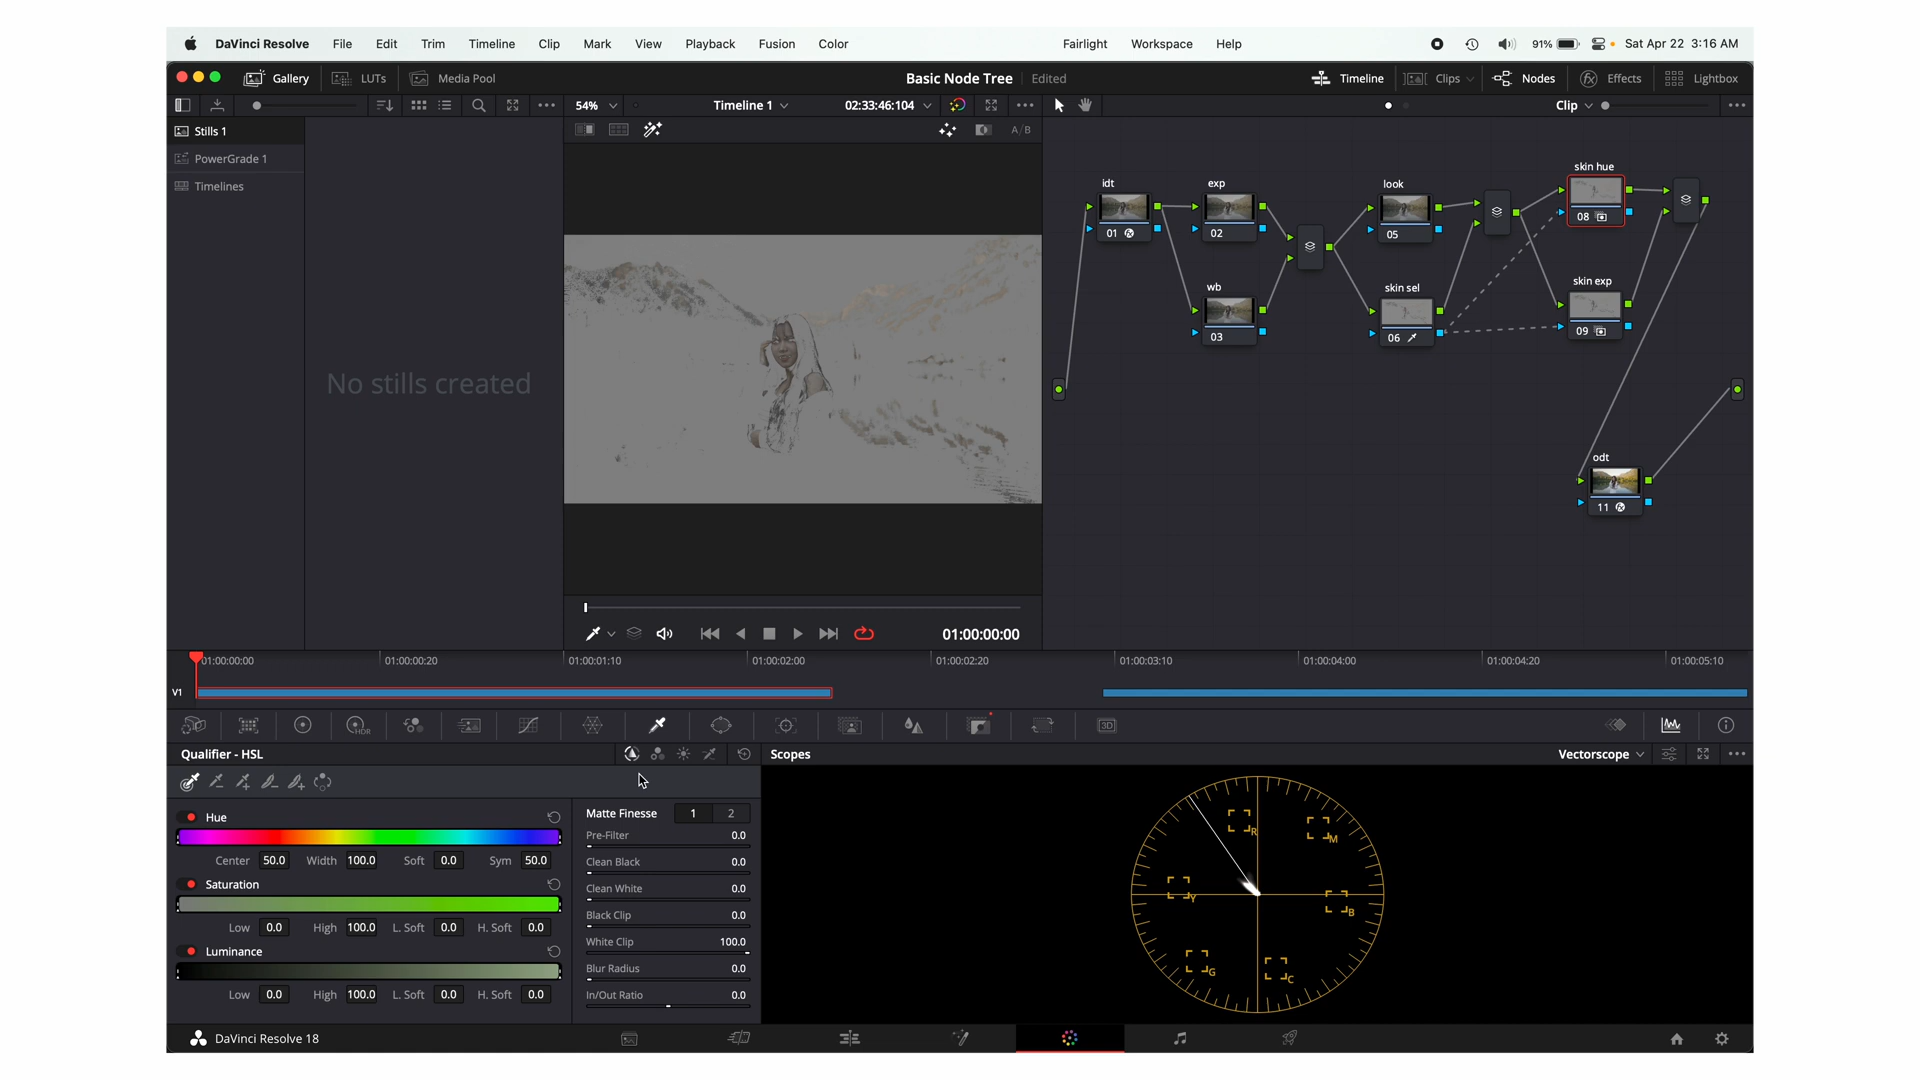 DaVinci Resolve File Edit Trim Timeline Clip Mark View Playback Fusion Color Fairlight Workspace Help 91% Sat Apr 22 3:16 AM
Gallery LUTs Media Pool Basic Node Tree Edited Timeline Clips Nodes Effects Lightbox
54% Timeline 1 02:33:46:104 Clip
Stills 1
A/B
PowerGrade 1
Timelines
No stills created
skin hue
08
idt
01
exp
02
look
05
wb
03
skin sel
06
skin exp
09
odt
11
01:00:00:00
01:00:00:00 01:00:00:20 01:00:01:10 01:00:02:00 01:00:02:20 01:00:03:10 01:00:04:00 01:00:04:20 01:00:05:10
V1
HDR
3D
Qualifier - HSL
Scopes Vectorscope
Hue
Center 50.0 Width 100.0 Soft 0.0 Sym 50.0
Saturation
Low 0.0 High 100.0 L. Soft 0.0 H. Soft 0.0
Luminance
Low 0.0 High 100.0 L. Soft 0.0 H. Soft 0.0
Matte Finesse 1 2
Pre-Filter 0.0
Clean Black 0.0
Clean White 0.0
Black Clip 0.0
White Clip 100.0
Blur Radius 0.0
In/Out Ratio 0.0
R
M
Y
B
G
C
DaVinci Resolve 18